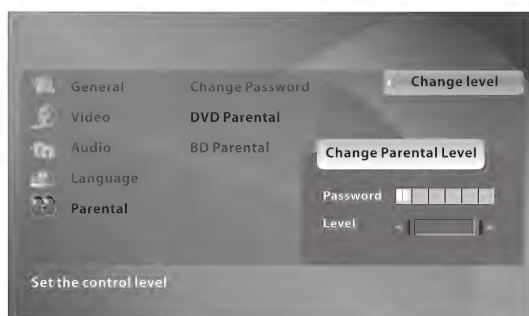 General
Change Password
Change level
Video
DVD Parental
Audio
BD Parental
Change Parental Level
Language
Password
Parental
Level
Set the control level